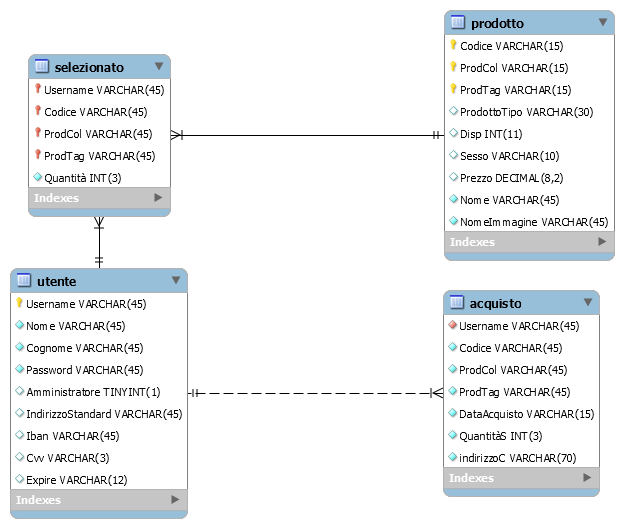 selezionato
Username VARCHAR(45)
Codice VARCHAR(45)
ProdCol VARCHAR(45)
ProdTag VARCHAR(45)
Quantità INT(3)
Indexes
prodotto
Codice VARCHAR(15)
ProdCol VARCHAR(15)
ProdTag VARCHAR(15)
ProdottoTipo VARCHAR(30)
Disp INT(11)
Sesso VARCHAR(10)
Prezzo DECIMAL(8,2)
Nome VARCHAR(45)
NomeImmagine VARCHAR(45)
Indexes
utente
Username VARCHAR(45)
Nome VARCHAR(45)
Cognome VARCHAR(45)
Password VARCHAR(45)
Amministratore TINYINT(1)
IndirizzoStandard VARCHAR(45)
Iban VARCHAR(45)
Cvv VARCHAR(3)
Expire VARCHAR(12)
Indexes
acquisto
Username VARCHAR(45)
Codice VARCHAR(45)
ProdCol VARCHAR(45)
ProdTag VARCHAR(45)
DataAcquisto VARCHAR(15)
QuantitàS INT(3)
indirizzoC VARCHAR(70)
Indexes